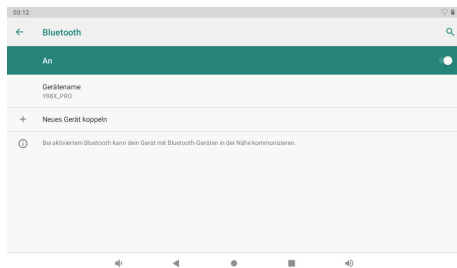 03:12
Bluetooth
An
Gerätename
Y88X_PRO
Neues Gerät koppeln
Bei aktiviertem Bluetooth kann dein Gerät mit Bluetooth-Geräten in der Nähe kommunizieren.